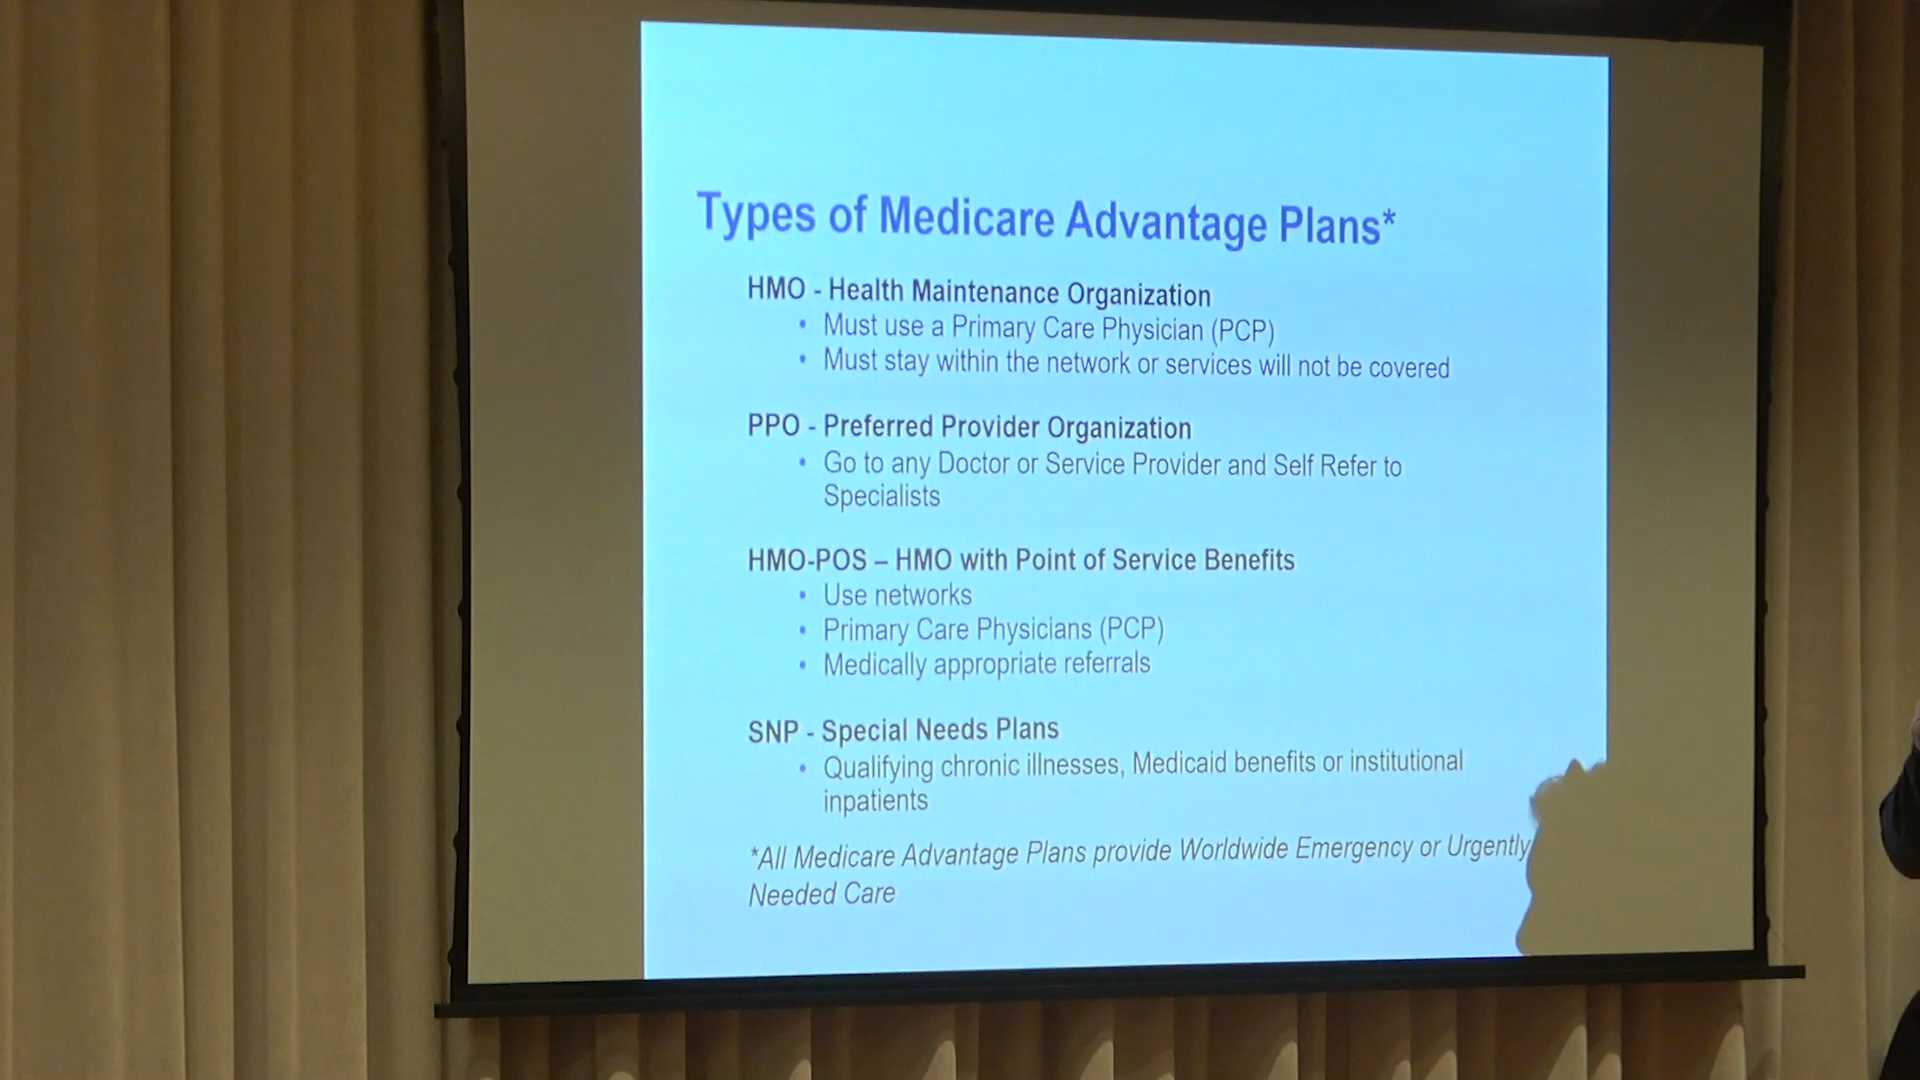 Types of Medicare Advantage Plans*
HMO - Health Maintenance Organization
• Must use a Primary Care Physician (PCP)
• Must stay within the network or services will not be covered
PPO - Preferred Provider Organization
• Go to any Doctor or Service Provider and Self Refer to
Specialists
HMO-POS – HMO with Point of Service Benefits
• Use networks
• Primary Care Physicians (PCP)
• Medically appropriate referrals
SNP - Special Needs Plans
• Qualifying chronic illnesses, Medicaid benefits or institutional
inpatients
*All Medicare Advantage Plans provide Worldwide Emergency or Urgently
Needed Care